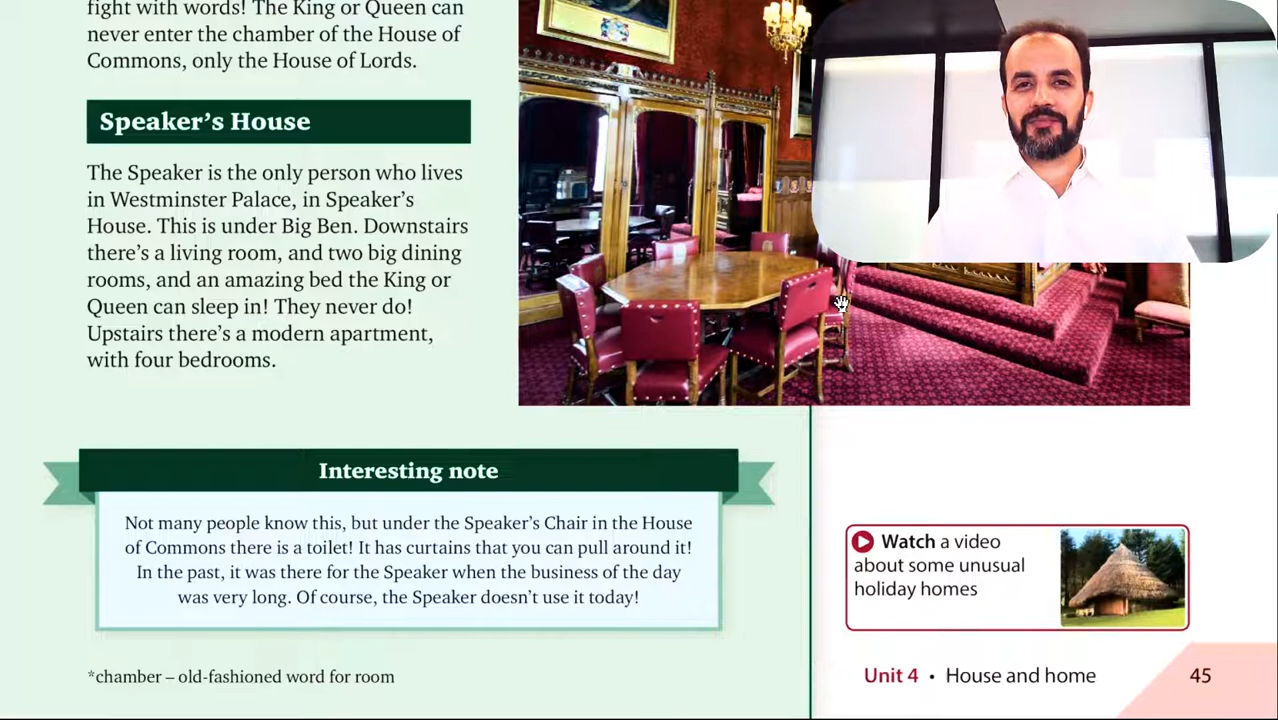 fight with words! The King or Queen can
never enter the chamber of the House of
Commons, only the House of Lords.
Speaker’s House
The Speaker is the only person who lives
in Westminster Palace, in Speaker’s
House. This is under Big Ben. Downstairs
there’s a living room, and two big dining
rooms, and an amazing bed the King or
Queen can sleep in! They never do!
Upstairs there’s a modern apartment,
with four bedrooms.
Interesting note
Not many people know this, but under the Speaker’s Chair in the House
of Commons there is a toilet! It has curtains that you can pull around it!
In the past, it was there for the Speaker when the business of the day
was very long. Of course, the Speaker doesn’t use it today!
*chamber – old-fashioned word for room
Watch a video
about some unusual
holiday homes
Unit 4 • House and home 45